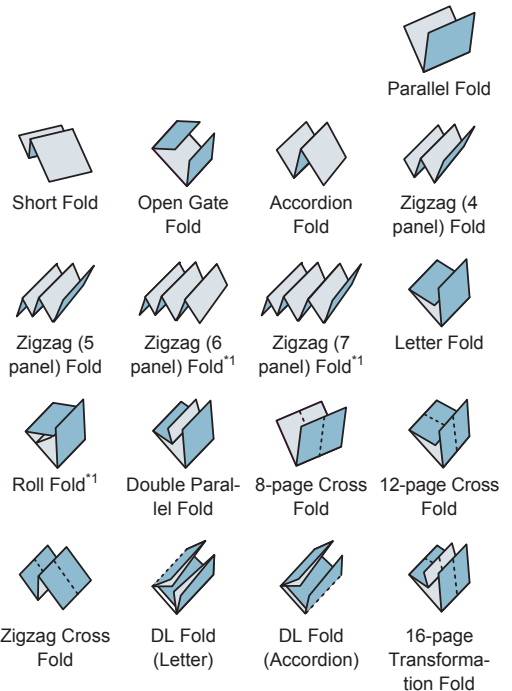 Parallel Fold
Short Fold
Open Gate
Fold
Accordion
Fold
Zigzag (4
panel) Fold
Zigzag (5
panel) Fold
Zigzag (6
panel) Fold*1
Zigzag (7
panel) Fold*1
Letter Fold
Roll Fold*1
Double Paral-
lel Fold
8-page Cross
Fold
12-page Cross
Fold
Zigzag Cross
Fold
DL Fold
(Letter)
DL Fold
(Accordion)
16-page
Transforma-
tion Fold